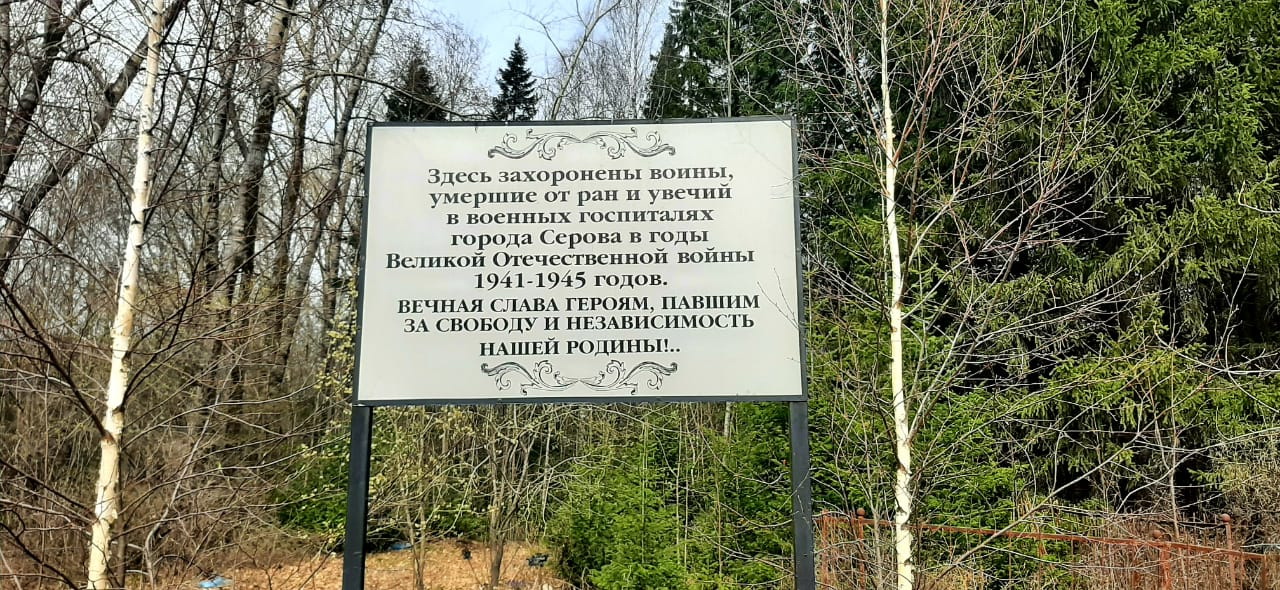 Здесь захоронены воины,
умершие от ран и увечий
в военных госпиталях
города Серова в годы
Великой Отечественной войны
1941-1945 годов.
ВЕЧНАЯ СЛАВА ГЕРОЯМ, ПАВШИМ
ЗА СВОБОДУ И НЕЗАВИСИМОСТЬ
НАШЕЙ РОДИНЫ!..